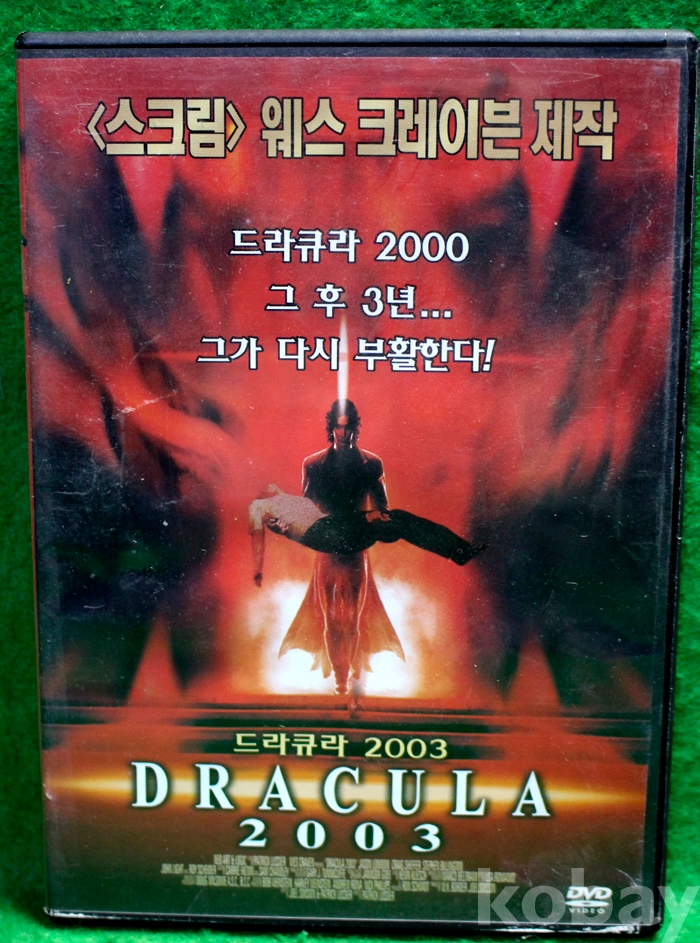 <스크림> 웨스 크레이븐 제작
드라큐라 2000
그 후 3년...
그가 다시 부활한다!
드라큐라 2003
DRACULA
2003
DVD
VIDEO
kobay